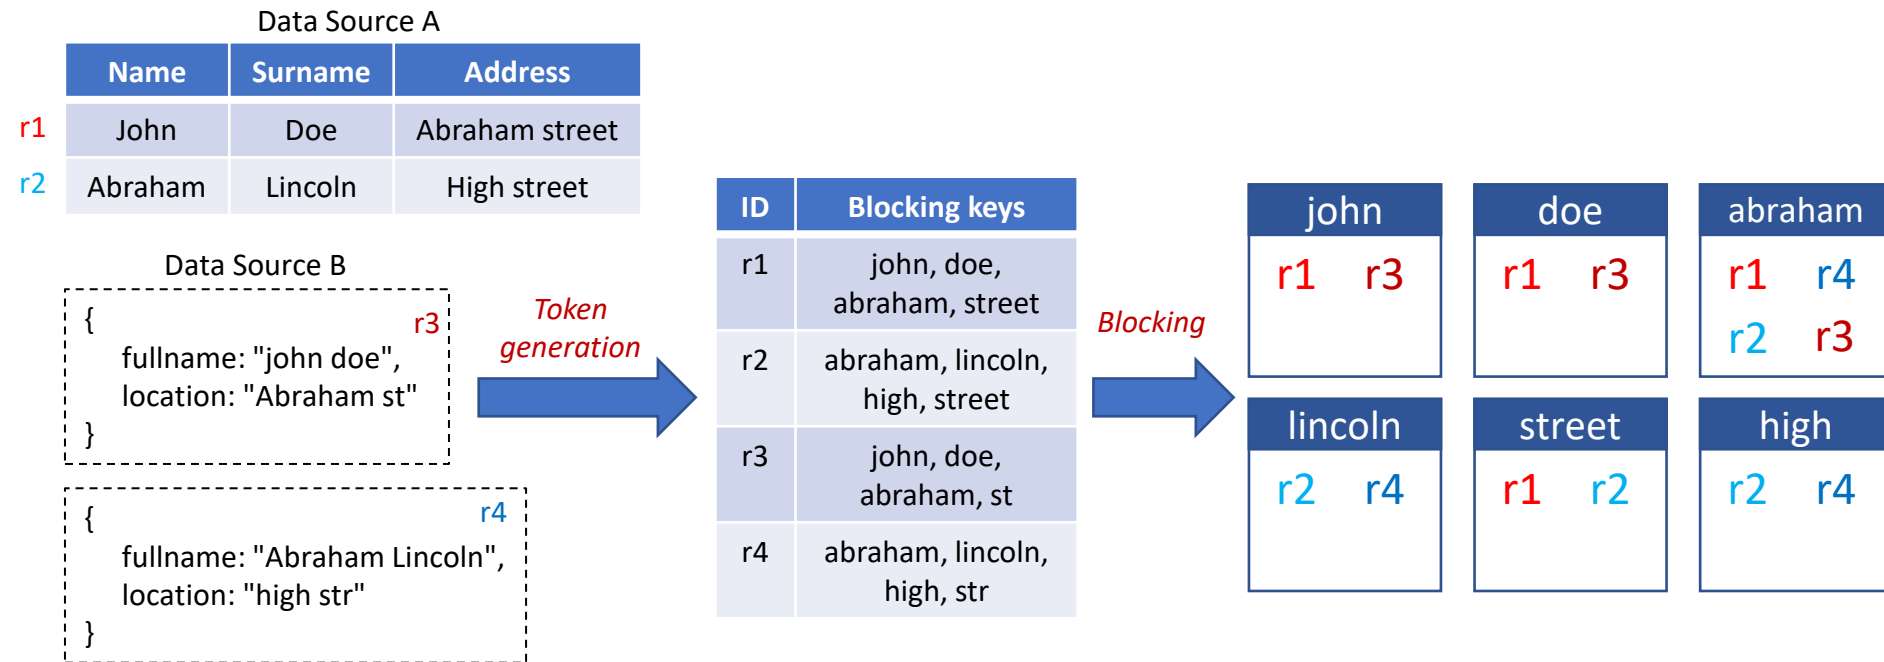 Data Source A
Name Surname Address
r1 John Doe Abraham street
r2 Abraham Lincoln High street
Data Source B
{ r3
fullname: "john doe",
location: "Abraham st"
}
{ r4
fullname: "Abraham Lincoln",
location: "high str"
}
Token
generation
ID Blocking keys
r1 john, doe,
abraham, street
r2 abraham, lincoln,
high, street
r3 john, doe,
abraham, st
r4 abraham, lincoln,
high, str
Blocking
john
r1 r3
doe
r1 r3
abraham
r1 r4
r2 r3
lincoln
r2 r4
street
r1 r2
high
r2 r4